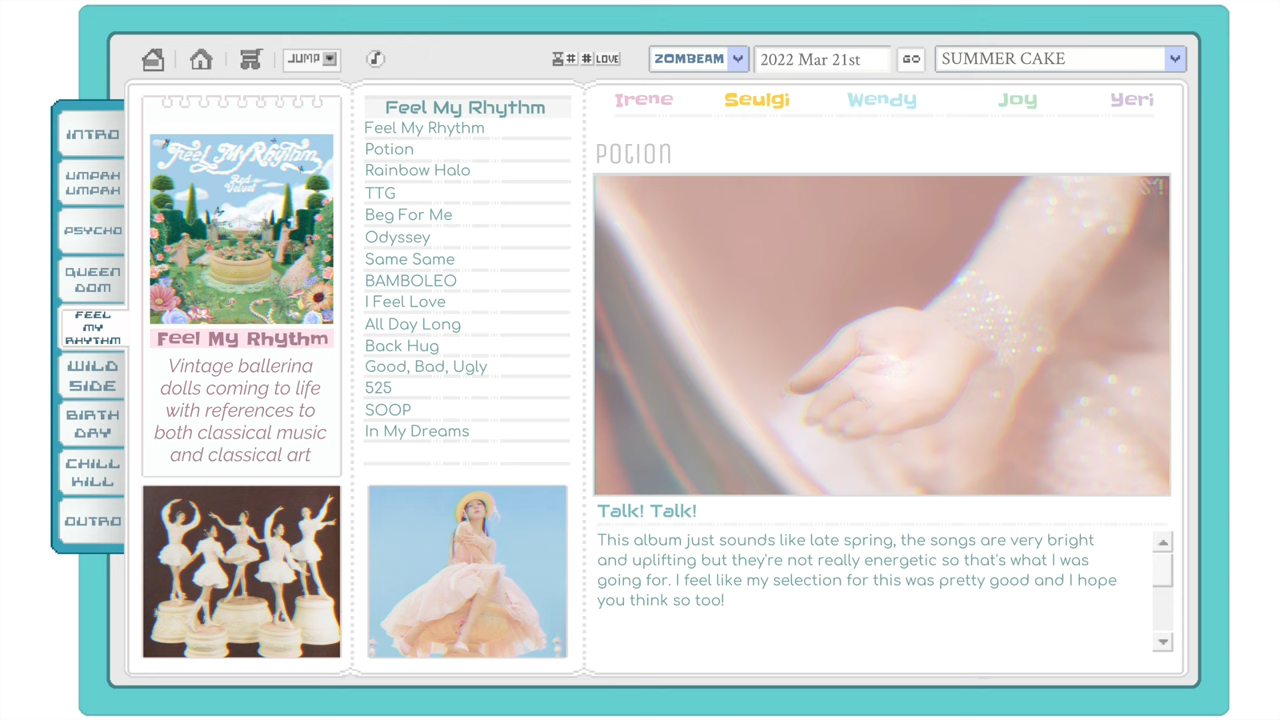 JUMP
# # LOVE
ZOMBEAM
2022 Mar 21st
GO
SUMMER CAKE
INTRO
UMPAH
UMPAH
PSYCHO
QUEEN
DOM
FEEL
MY
RHYTHM
WILD
SIDE
BIRTH
DAY
CHILL
KILL
OUTRO
Feel My Rhythm
Red
Velvet
Feel My Rhythm
Vintage ballerina
dolls coming to life
with references to
both classical music
and classical art
Feel My Rhythm
Feel My Rhythm
Potion
Rainbow Halo
TTG
Beg For Me
Odyssey
Same Same
BAMBOLEO
I Feel Love
All Day Long
Back Hug
Good, Bad, Ugly
525
SOOP
In My Dreams
Irene
Seulgi
Wendy
Joy
Yeri
POTION
Talk! Talk!
This album just sounds like late spring, the songs are very bright
and uplifting but they're not really energetic so that's what I was
going for. I feel like my selection for this was pretty good and I hope
you think so too!